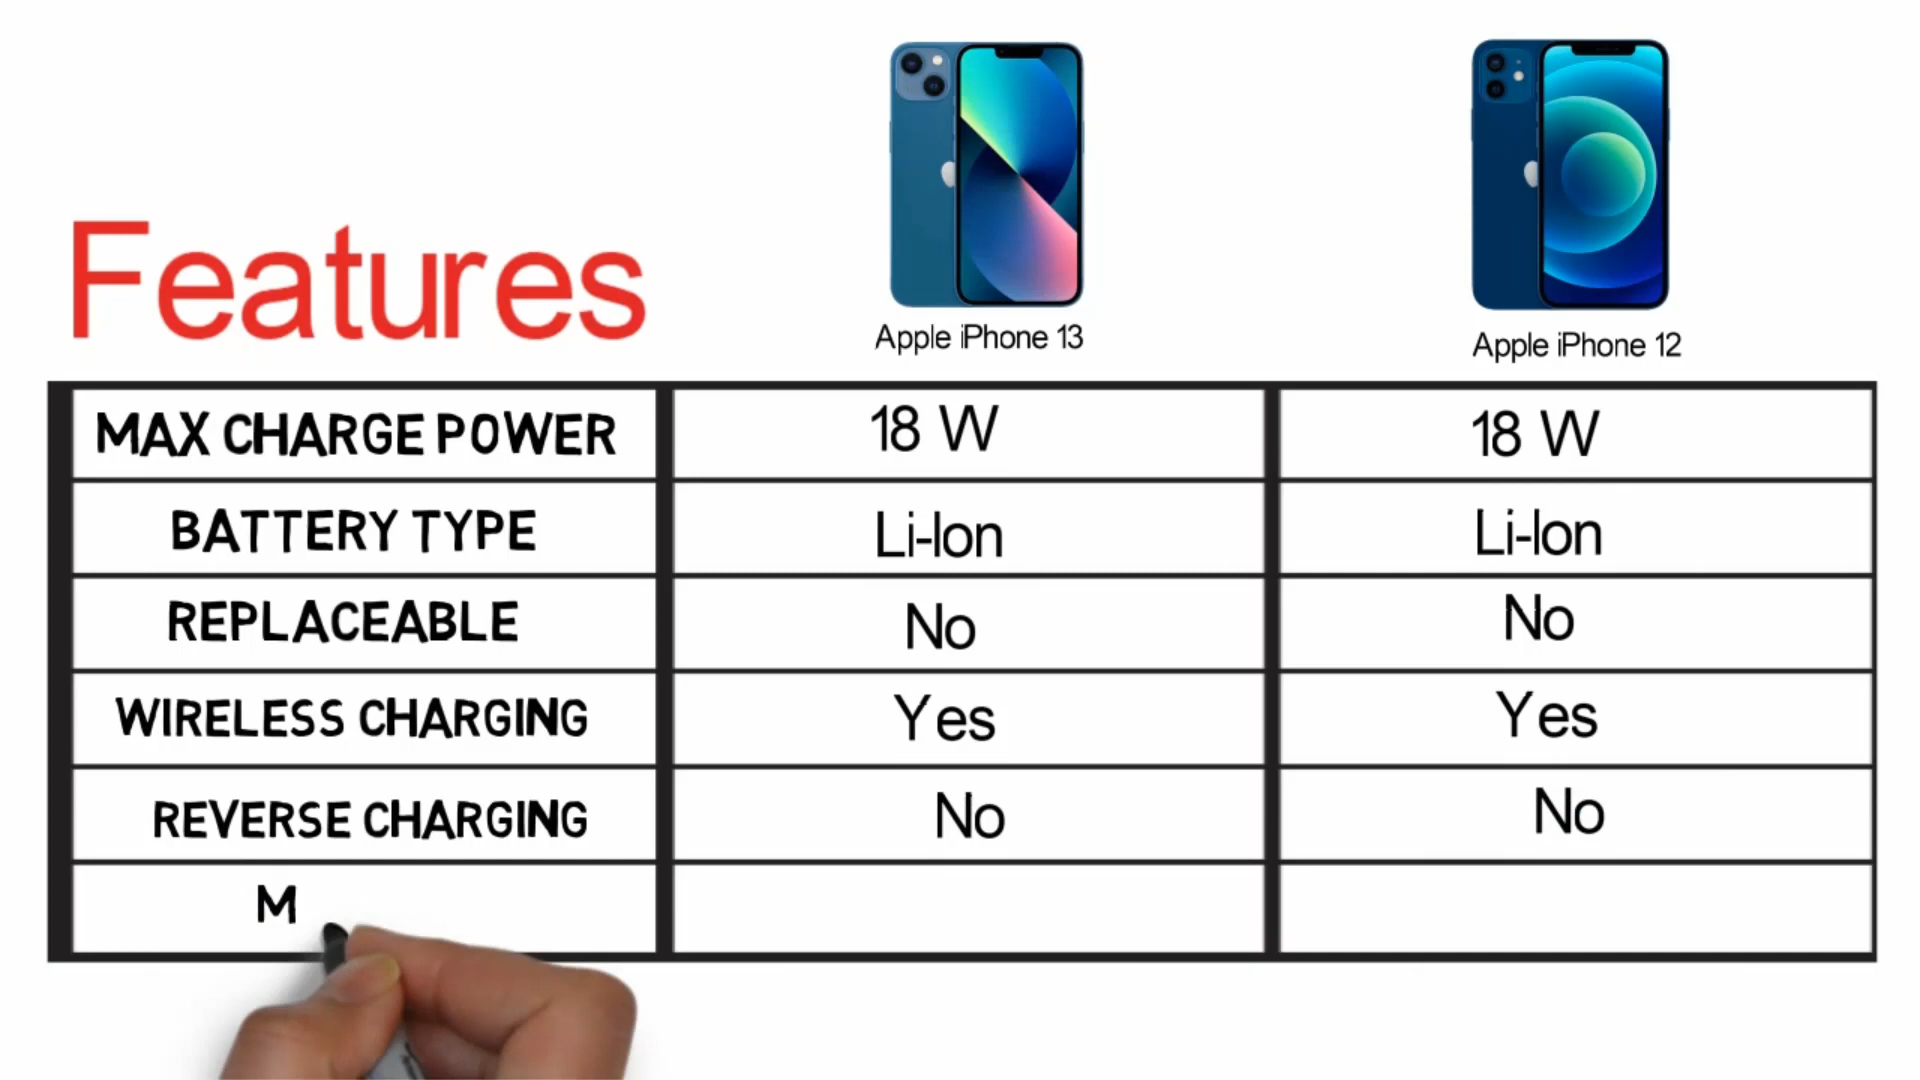 Features
Apple iPhone 13
Apple iPhone 12
MAX CHARGE POWER
18 W
18 W
BATTERY TYPE
Li-Ion
Li-Ion
REPLACEABLE
No
No
WIRELESS CHARGING
Yes
Yes
REVERSE CHARGING
No
No
M